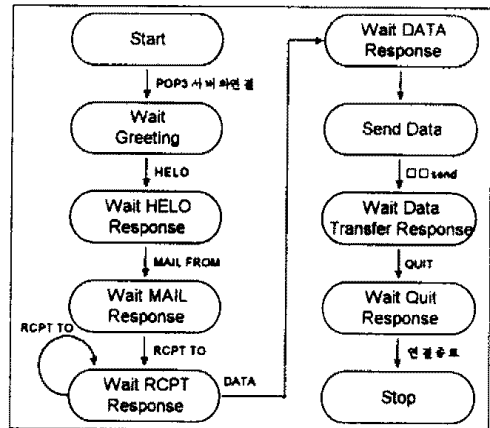 Start
POP3 서버와연결
Wait
Greeting
HELO
Wait HELO
Response
MAIL FROM
Wait MAIL
Response
RCPT TO
RCPT TO
Wait RCPT
Response
DATA
Wait DATA
Response
Send Data
□□ send
Wait Data
Transfer Response
QUIT
Wait Quit
Response
연결종료
Stop